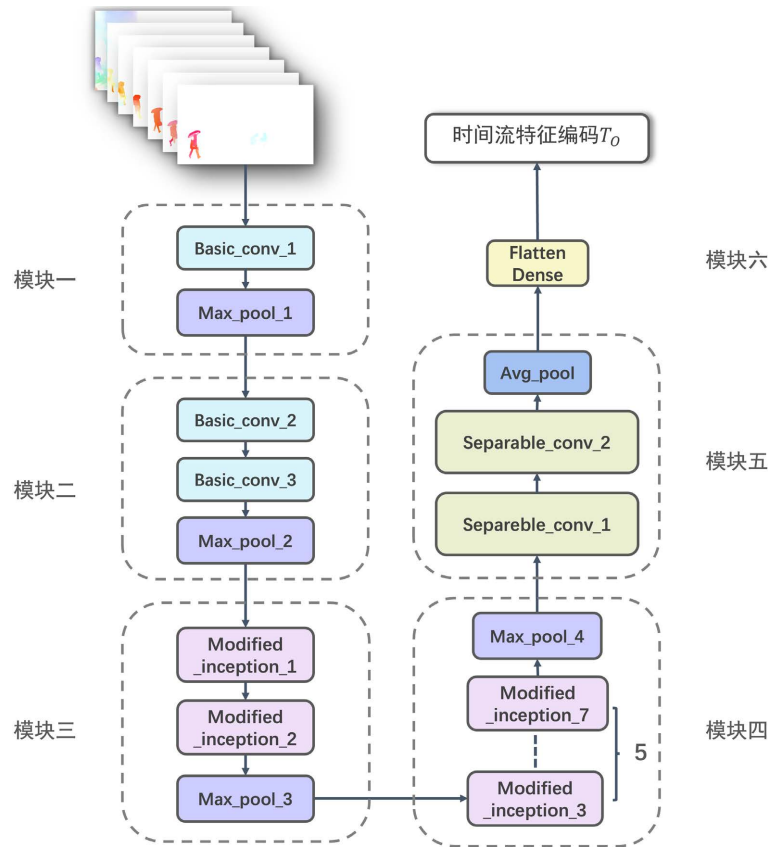 模块一
Basic_conv_1
Max_pool_1
模块二
Basic_conv_2
Basic_conv_3
Max_pool_2
模块三
Modified
_inception_1
Modified
_inception_2
Max_pool_3
时间流特征编码T_O
模块六
Flatten
Dense
模块五
Avg_pool
Separable_conv_2
Separeble_conv_1
模块四
Max_pool_4
Modified
_inception_7
5
Modified
_inception_3